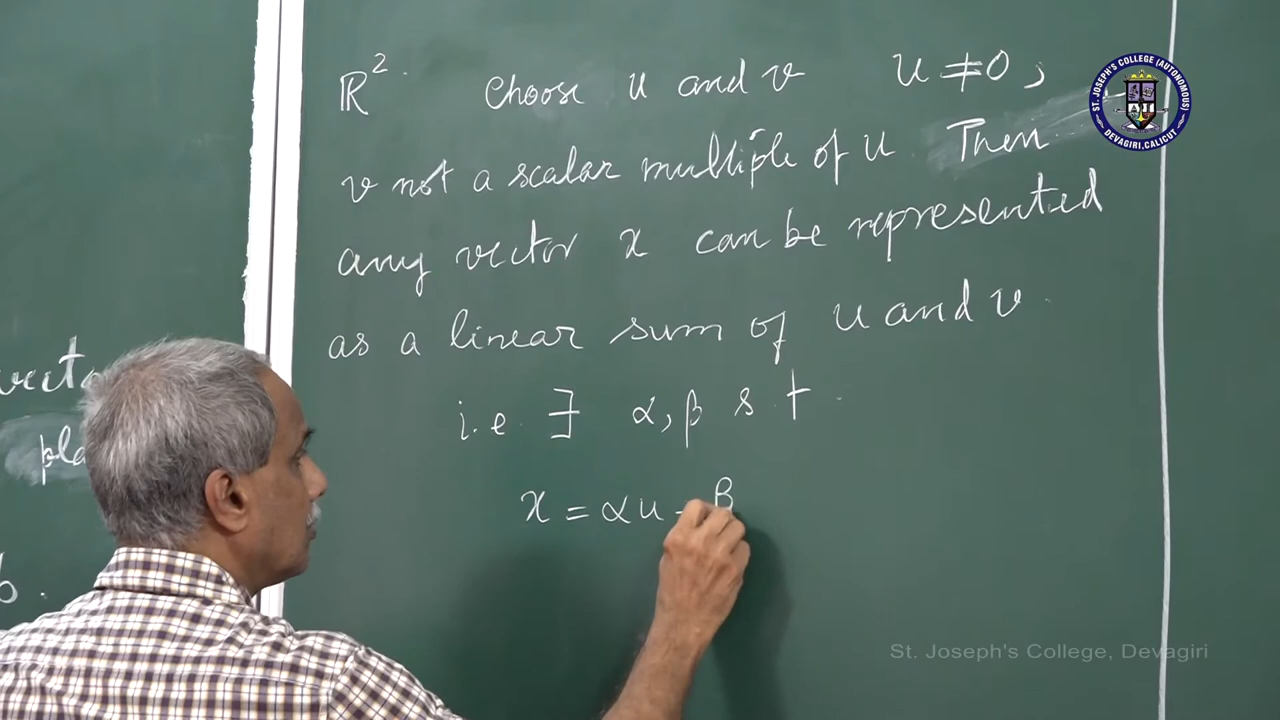 ℝ². Choose u and v u ≠ 0,
v not a scalar multiple of u. Then
any vector x can be represented
as a linear sum of u and v.
i.e. ∃ α, β s t.
x = αu
β
b.
ST. JOSEPH'S COLLEGE (AUTONOMOUS)
DEVAGIRI, CALICUT
St. Joseph's College, Devagiri